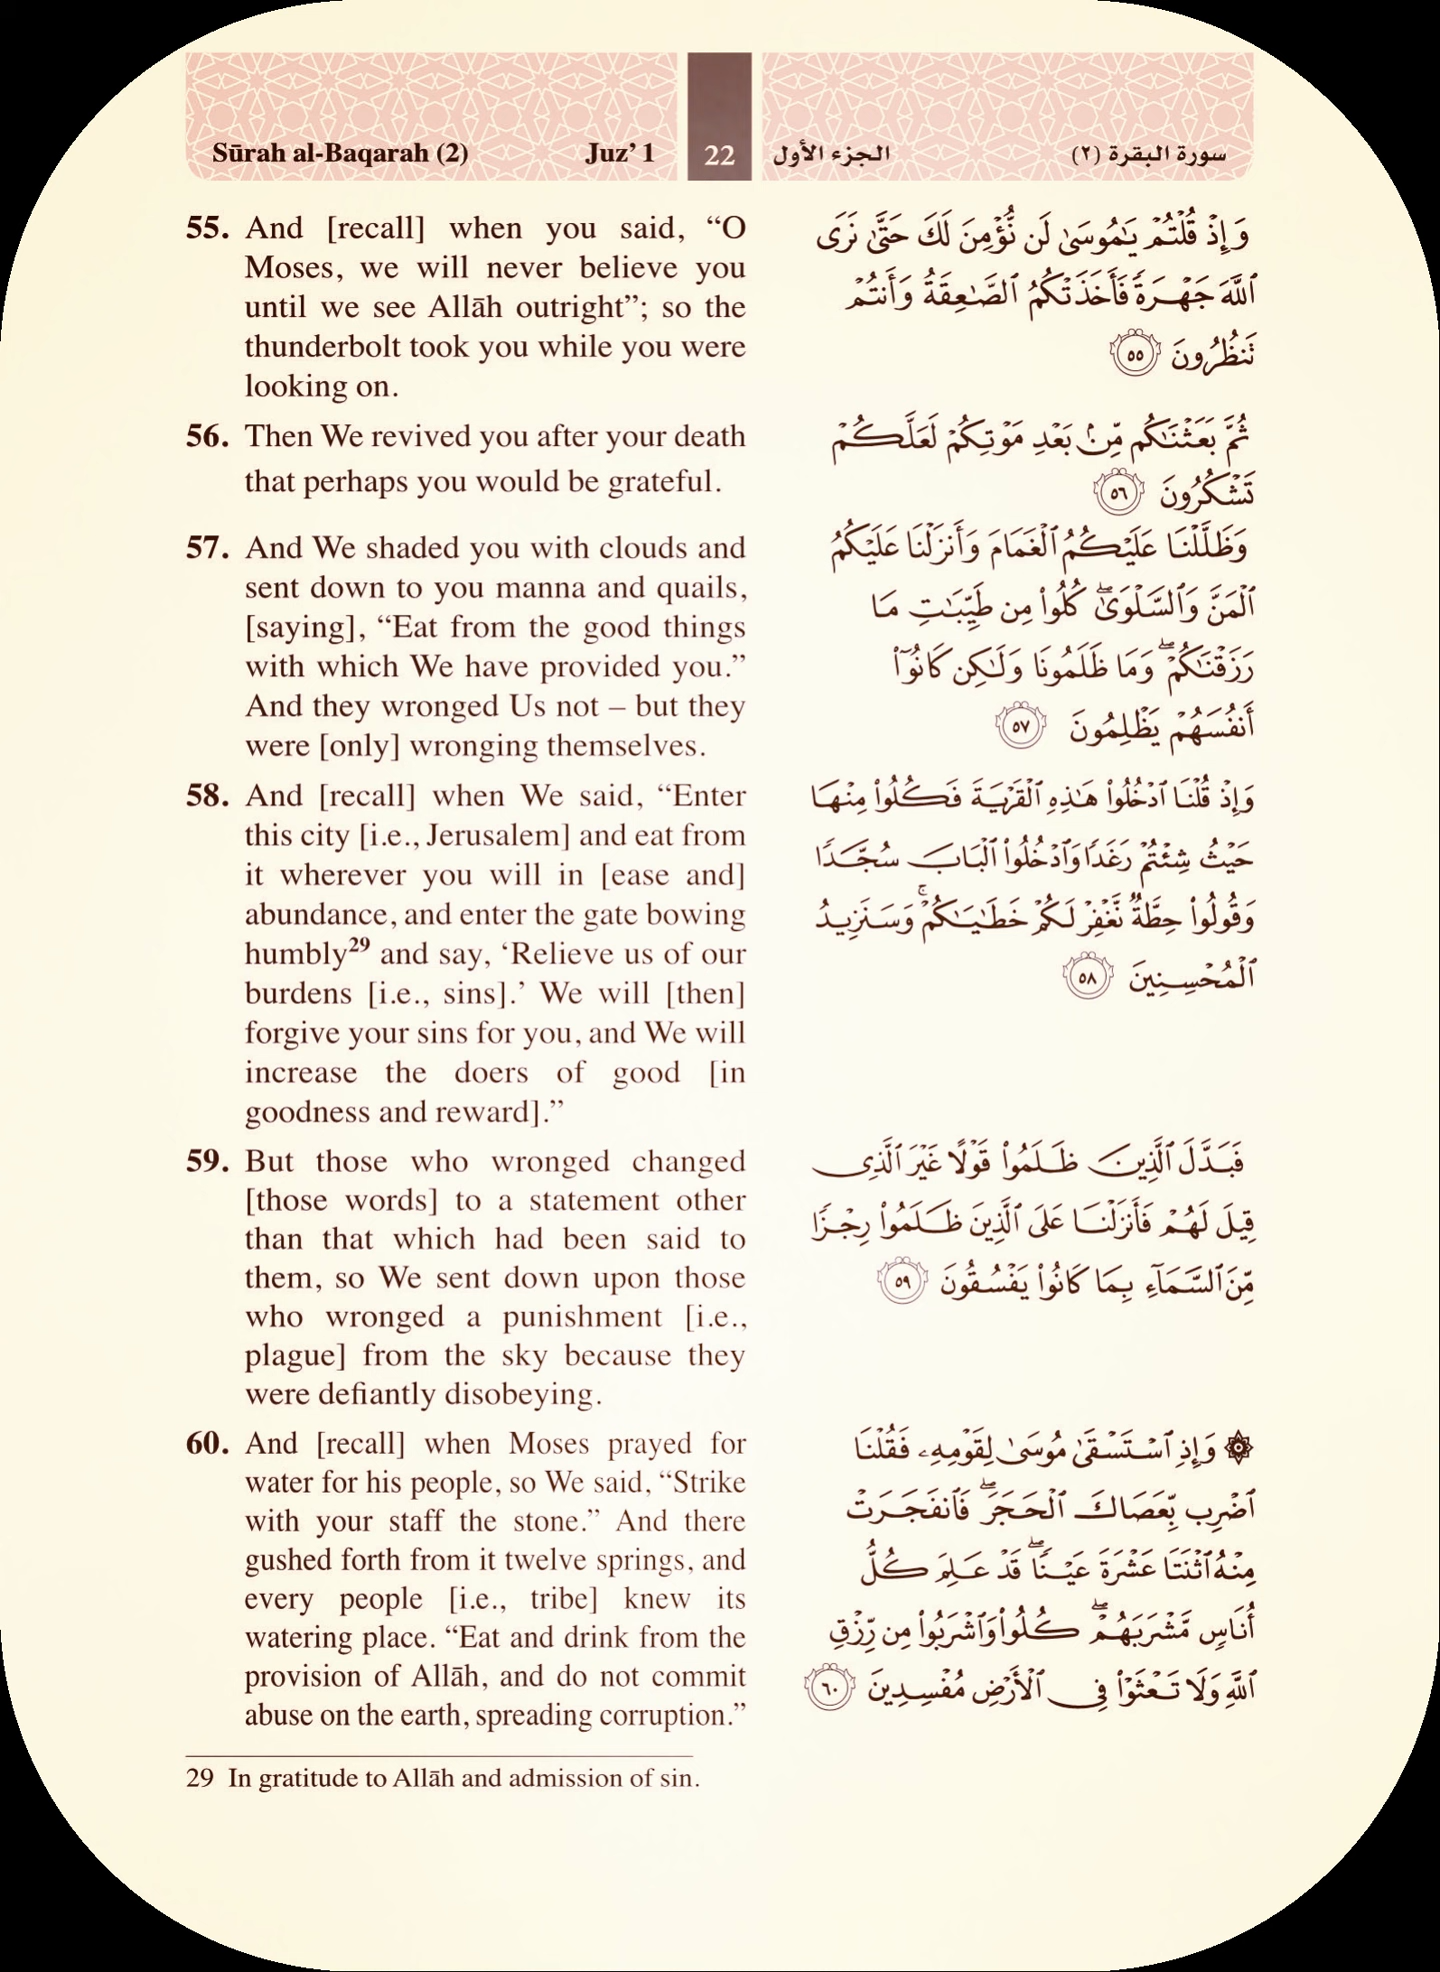 Sūrah al-Baqarah (2) Juz’ 1 22 الجزء الأول سورة البقرة (٢)
55. And [recall] when you said, “O
Moses, we will never believe you
until we see Allāh outright”; so the
thunderbolt took you while you were
looking on.
وَإِذۡ قُلۡتُمۡ يَٰمُوسَىٰ لَن نُّؤۡمِنَ لَكَ حَتَّىٰ نَرَى
ٱللَّهَ جَهۡرَةٗ فَأَخَذَتۡكُمُ ٱلصَّٰعِقَةُ وَأَنتُمۡ
تَنظُرُونَ ٥٥
56. Then We revived you after your death
that perhaps you would be grateful.
ثُمَّ بَعَثۡنَٰكُم مِّنۢ بَعۡدِ مَوۡتِكُمۡ لَعَلَّكُمۡ
تَشۡكُرُونَ ٥٦
57. And We shaded you with clouds and
sent down to you manna and quails,
[saying], “Eat from the good things
with which We have provided you.”
And they wronged Us not – but they
were [only] wronging themselves.
وَظَلَّلۡنَا عَلَيۡكُمُ ٱلۡغَمَامَ وَأَنزَلۡنَا عَلَيۡكُمُ
ٱلۡمَنَّ وَٱلسَّلۡوَىٰۖ كُلُواْ مِن طَيِّبَٰتِ مَا
رَزَقۡنَٰكُمۡۖ وَمَا ظَلَمُونَا وَلَٰكِن كَانُوٓاْ
أَنفُسَهُمۡ يَظۡلِمُونَ ٥٧
58. And [recall] when We said, “Enter
this city [i.e., Jerusalem] and eat from
it wherever you will in [ease and]
abundance, and enter the gate bowing
humbly29 and say, ‘Relieve us of our
burdens [i.e., sins].’ We will [then]
forgive your sins for you, and We will
increase the doers of good [in
goodness and reward].”
وَإِذۡ قُلۡنَا ٱدۡخُلُواْ هَٰذِهِ ٱلۡقَرۡيَةَ فَكُلُواْ مِنۡهَا
حَيۡثُ شِئۡتُمۡ رَغَدٗا وَٱدۡخُلُواْ ٱلۡبَابَ سُجَّدٗا
وَقُولُواْ حِطَّةٞ نَّغۡفِرۡ لَكُمۡ خَطَٰيَٰكُمۡۚ وَسَنَزِيدُ
ٱلۡمُحۡسِنِينَ ٥٨
59. But those who wronged changed
[those words] to a statement other
than that which had been said to
them, so We sent down upon those
who wronged a punishment [i.e.,
plague] from the sky because they
were defiantly disobeying.
فَبَدَّلَ ٱلَّذِينَ ظَلَمُواْ قَوۡلًا غَيۡرَ ٱلَّذِي
قِيلَ لَهُمۡ فَأَنزَلۡنَا عَلَى ٱلَّذِينَ ظَلَمُواْ رِجۡزٗا
مِّنَ ٱلسَّمَآءِ بِمَا كَانُواْ يَفۡسُقُونَ ٥٩
60. And [recall] when Moses prayed for
water for his people, so We said, “Strike
with your staff the stone.” And there
gushed forth from it twelve springs, and
every people [i.e., tribe] knew its
watering place. “Eat and drink from the
provision of Allāh, and do not commit
abuse on the earth, spreading corruption.”
۞ وَإِذِ ٱسۡتَسۡقَىٰ مُوسَىٰ لِقَوۡمِهِۦ فَقُلۡنَا
ٱضۡرِب بِّعَصَاكَ ٱلۡحَجَرَۖ فَٱنفَجَرَتۡ
مِنۡهُ ٱثۡنَتَا عَشۡرَةَ عَيۡنٗاۖ قَدۡ عَلِمَ كُلُّ
أُنَاسٖ مَّشۡرَبَهُمۡۖ كُلُواْ وَٱشۡرَبُواْ مِن رِّزۡقِ
ٱللَّهِ وَلَا تَعۡثَوۡاْ فِي ٱلۡأَرۡضِ مُفۡسِدِينَ ٦٠
29 In gratitude to Allāh and admission of sin.